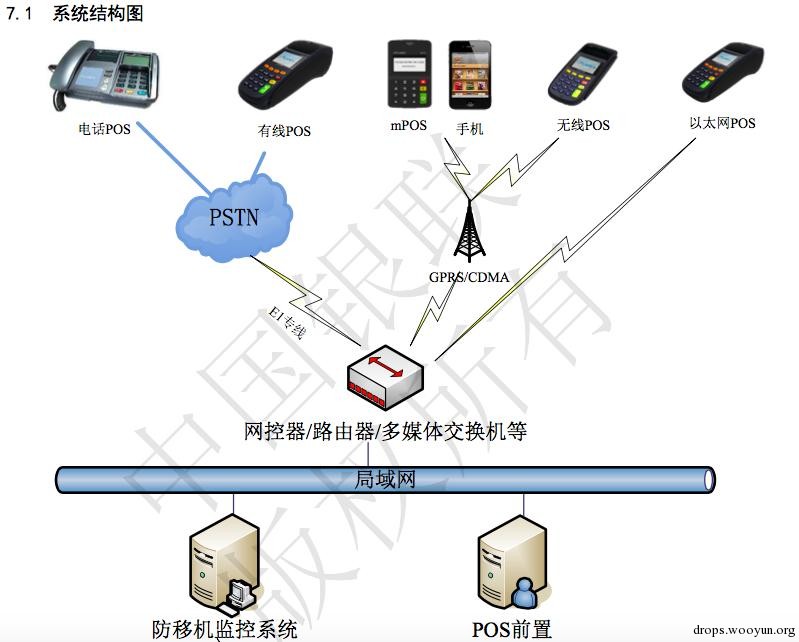 7.1 系统结构图
电话POS
有线POS
mPOS
手机
无线POS
以太网POS
PSTN
GPRS/CDMA
E1专线
网控器/路由器/多媒体交换机等
局域网
防移机监控系统
POS前置
中国银联
版权所有
drops.wooyun.org